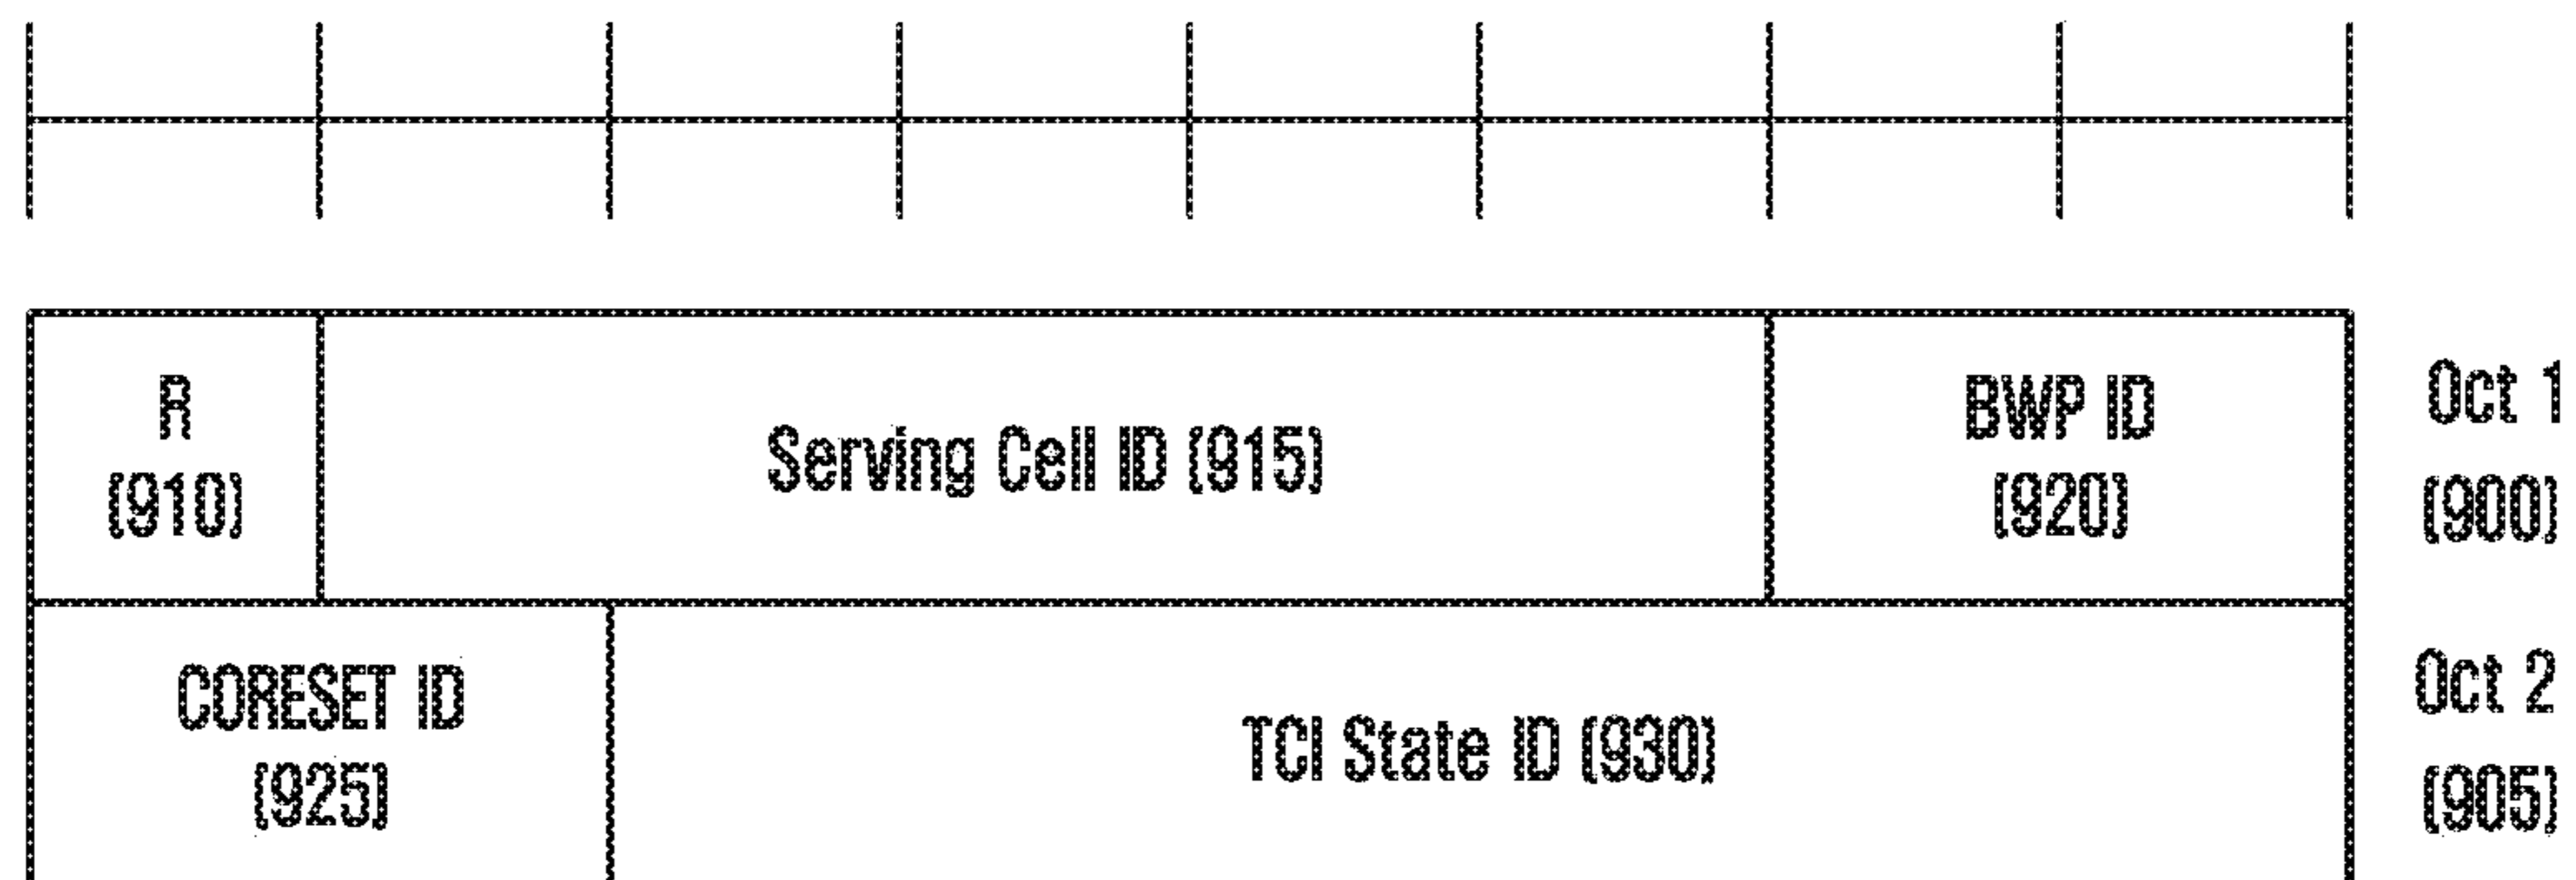 R
(910)
Serving Cell ID (915)
BWP ID
(920)
Oct 1
(900)
CORESET ID
(925)
TCI State ID (930)
Oct 2
(905)